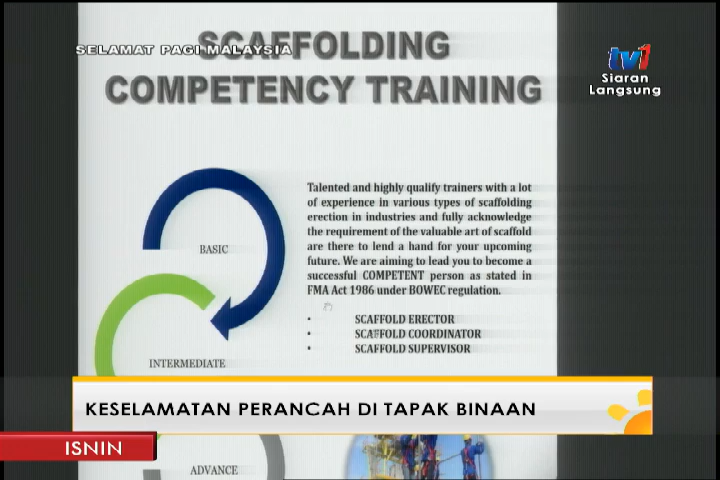 SCAFFOLDING
SELAMAT PAGI MALAYSIA
COMPETENCY TRAINING
tv1
Siaran
Langsung
Talented and highly qualify trainers with a lot
of experience in various types of scaffolding
erection in industries and fully acknowledge
the requirement of the valuable art of scaffold
are there to lend a hand for your upcoming
future. We are aiming to lead you to become a
successful COMPETENT person as stated in
FMA Act 1986 under BOWEC regulation.
BASIC
• SCAFFOLD ERECTOR
• SCAFFOLD COORDINATOR
• SCAFFOLD SUPERVISOR
INTERMEDIATE
KESELAMATAN PERANCAH DI TAPAK BINAAN
ISNIN
ADVANCE